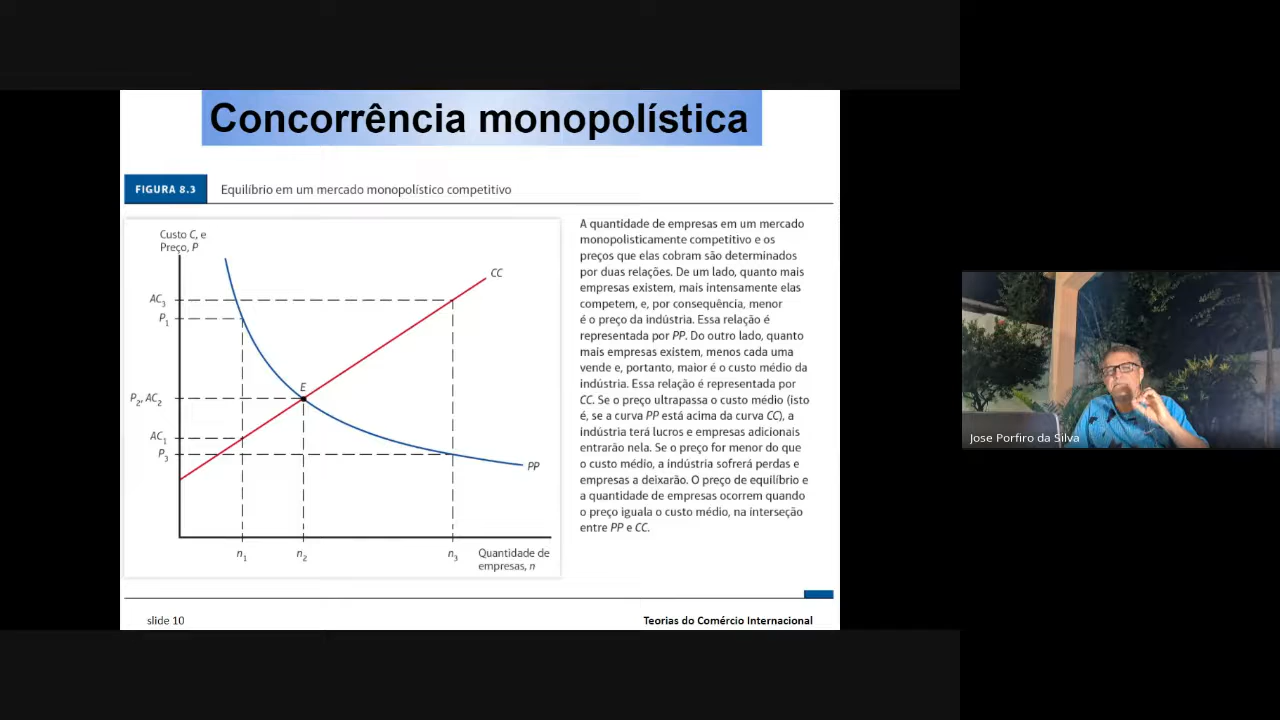 Concorrência monopolística
FIGURA 8.3
Equilíbrio em um mercado monopolístico competitivo
Custo C, e
Preço, P
CC
AC3
P1
E
P2, AC2
AC1
P3
PP
n1
n2
n3
Quantidade de
empresas, n
A quantidade de empresas em um mercado
monopolisticamente competitivo e os
preços que elas cobram são determinados
por duas relações. De um lado, quanto mais
empresas existem, mais intensamente elas
competem, e, por consequência, menor
é o preço da indústria. Essa relação é
representada por PP. Do outro lado, quanto
mais empresas existem, menos cada uma
vende e, portanto, maior é o custo médio da
indústria. Essa relação é representada por
CC. Se o preço ultrapassa o custo médio (isto
é, se a curva PP está acima da curva CC), a
indústria terá lucros e empresas adicionais
entrarão nela. Se o preço for menor do que
o custo médio, a indústria sofrerá perdas e
empresas a deixarão. O preço de equilíbrio e
a quantidade de empresas ocorrem quando
o preço iguala o custo médio, na interseção
entre PP e CC.
slide 10
Teorias do Comércio Internacional
Jose Porfiro da Silva